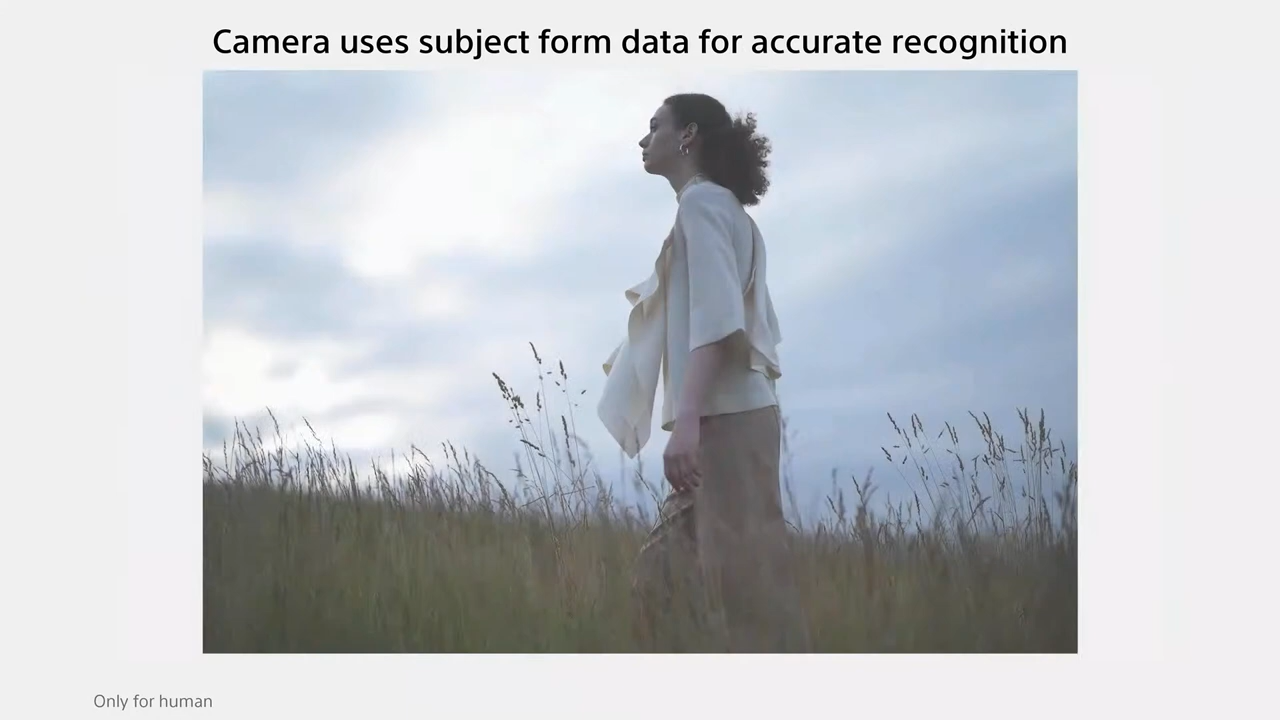 Camera uses subject form data for accurate recognition
Only for human